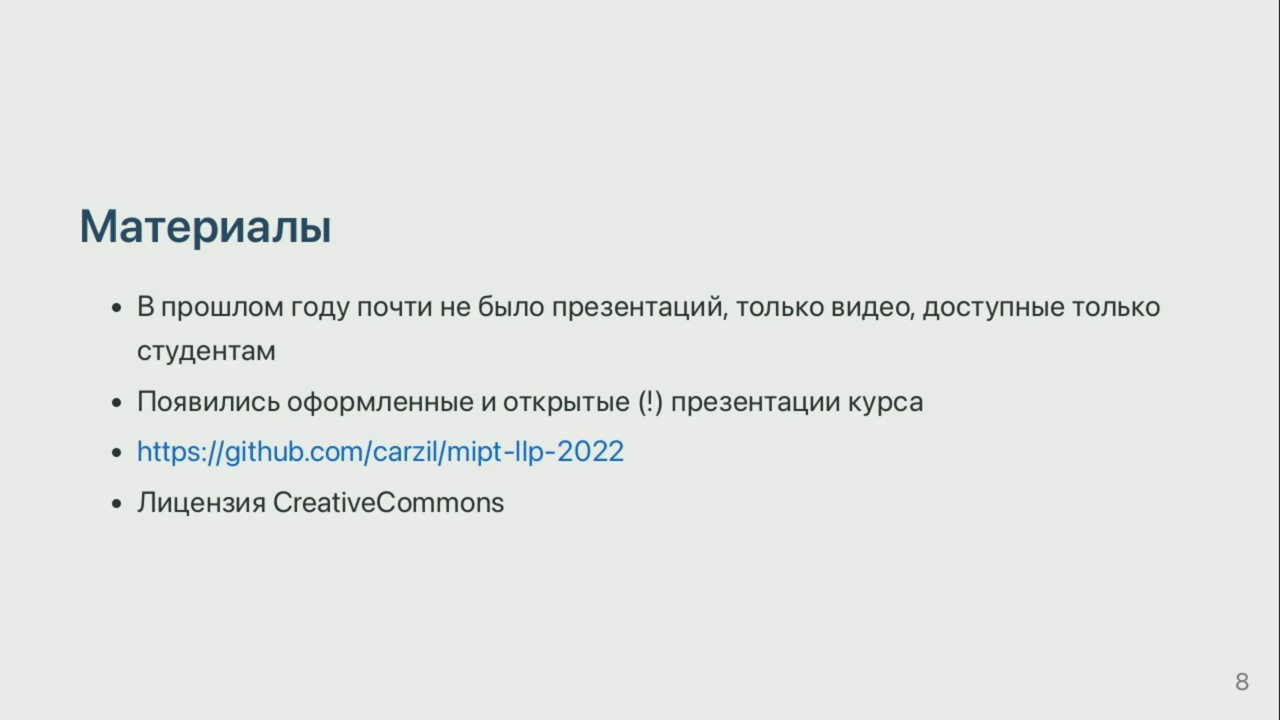 Материалы
• В прошлом году почти не было презентаций, только видео, доступные только
студентам
• Появились оформленные и открытые (!) презентации курса
• https://github.com/carzil/mipt-llp-2022
• Лицензия CreativeCommons
8